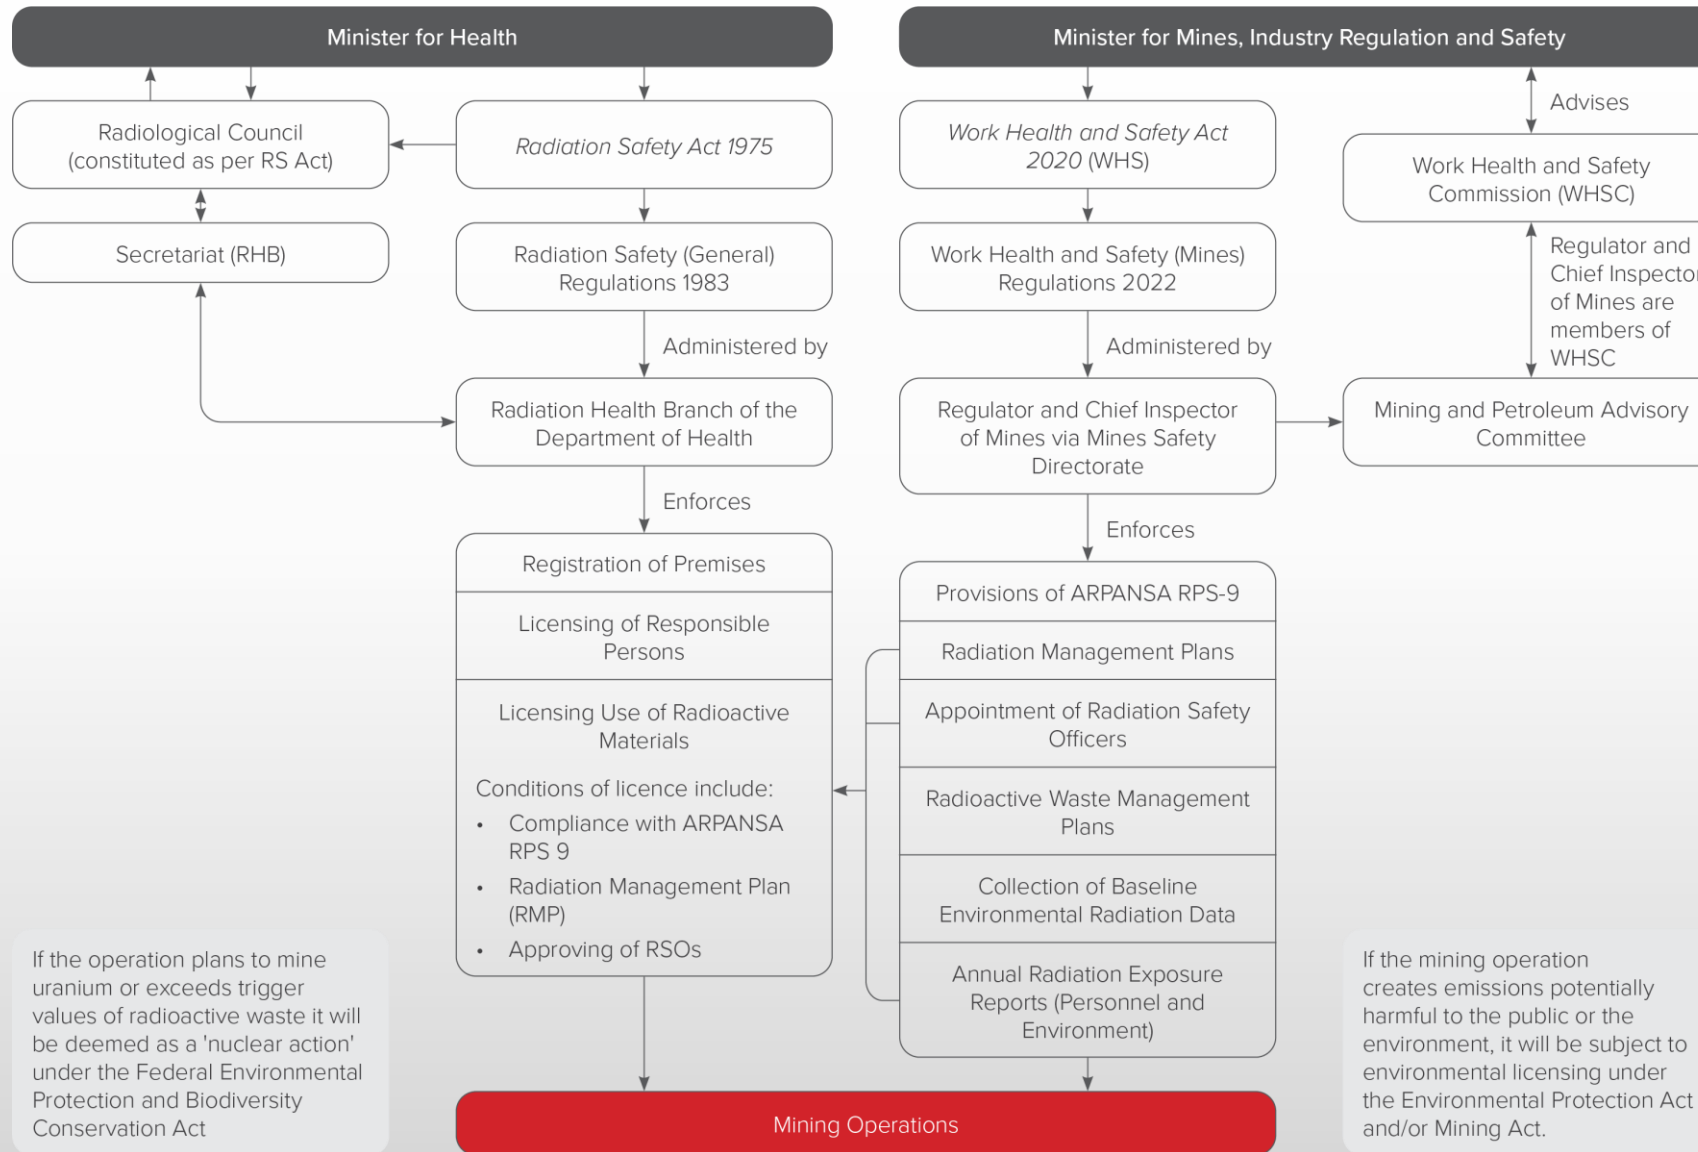 Minister for Health
Minister for Mines, Industry Regulation and Safety
Radiological Council
(constituted as per RS Act)
Radiation Safety Act 1975
Work Health and Safety Act
2020 (WHS)
Advises
Work Health and Safety
Commission (WHSC)
Secretariat (RHB)
Radiation Safety (General)
Regulations 1983
Work Health and Safety (Mines)
Regulations 2022
Regulator and
Chief Inspector
of Mines are
members of
WHSC
Administered by
Administered by
Radiation Health Branch of the
Department of Health
Regulator and Chief Inspector
of Mines via Mines Safety
Directorate
Mining and Petroleum Advisory
Committee
Enforces
Enforces
Registration of Premises
Licensing of Responsible
Persons
Licensing Use of Radioactive
Materials
Conditions of licence include:
• Compliance with ARPANSA
RPS 9
• Radiation Management Plan
(RMP)
• Approving of RSOs
Provisions of ARPANSA RPS-9
Radiation Management Plans
Appointment of Radiation Safety
Officers
Radioactive Waste Management
Plans
Collection of Baseline
Environmental Radiation Data
Annual Radiation Exposure
Reports (Personnel and
Environment)
If the operation plans to mine
uranium or exceeds trigger
values of radioactive waste it will
be deemed as a 'nuclear action'
under the Federal Environmental
Protection and Biodiversity
Conservation Act
If the mining operation
creates emissions potentially
harmful to the public or the
environment, it will be subject to
environmental licensing under
the Environmental Protection Act
and/or Mining Act.
Mining Operations